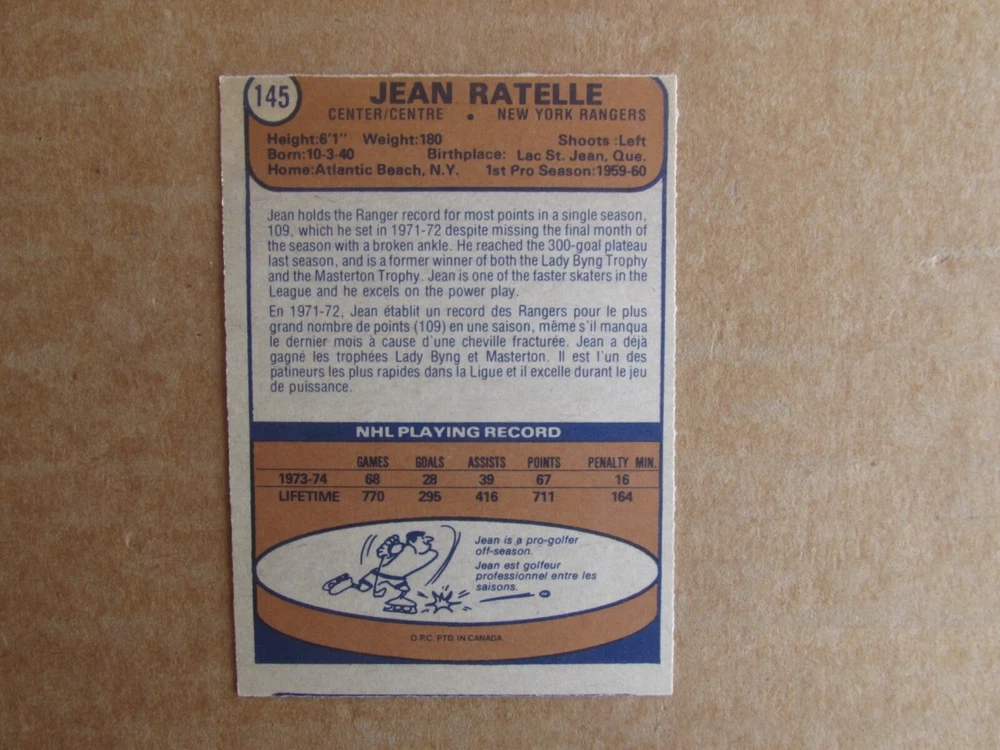 145
JEAN RATELLE
CENTER/CENTRE • NEW YORK RANGERS
Height:6'1" Weight:180 Shoots :Left
Born:10-3-40 Birthplace: Lac St. Jean, Que.
Home:Atlantic Beach, N.Y. 1st Pro Season:1959-60
Jean holds the Ranger record for most points in a single season,
109, which he set in 1971-72 despite missing the final month of
the season with a broken ankle. He reached the 300-goal plateau
last season, and is a former winner of both the Lady Byng Trophy
and the Masterton Trophy. Jean is one of the faster skaters in the
League and he excels on the power play.
En 1971-72, Jean établit un record des Rangers pour le plus
grand nombre de points (109) en une saison, même s'il manqua
le dernier mois à cause d'une cheville fracturée. Jean a déjà
gagné les trophées Lady Byng et Masterton. Il est l'un des
patineurs les plus rapides dans la Ligue et il excelle durant le jeu
de puissance.
NHL PLAYING RECORD
GAMES GOALS ASSISTS POINTS PENALTY MIN.
1973-74 68 28 39 67 16
LIFETIME 770 295 416 711 164
Jean is a pro-golfer
off-season.
Jean est golfeur
professionnel entre les
saisons.
O.P.C. PTD. IN CANADA